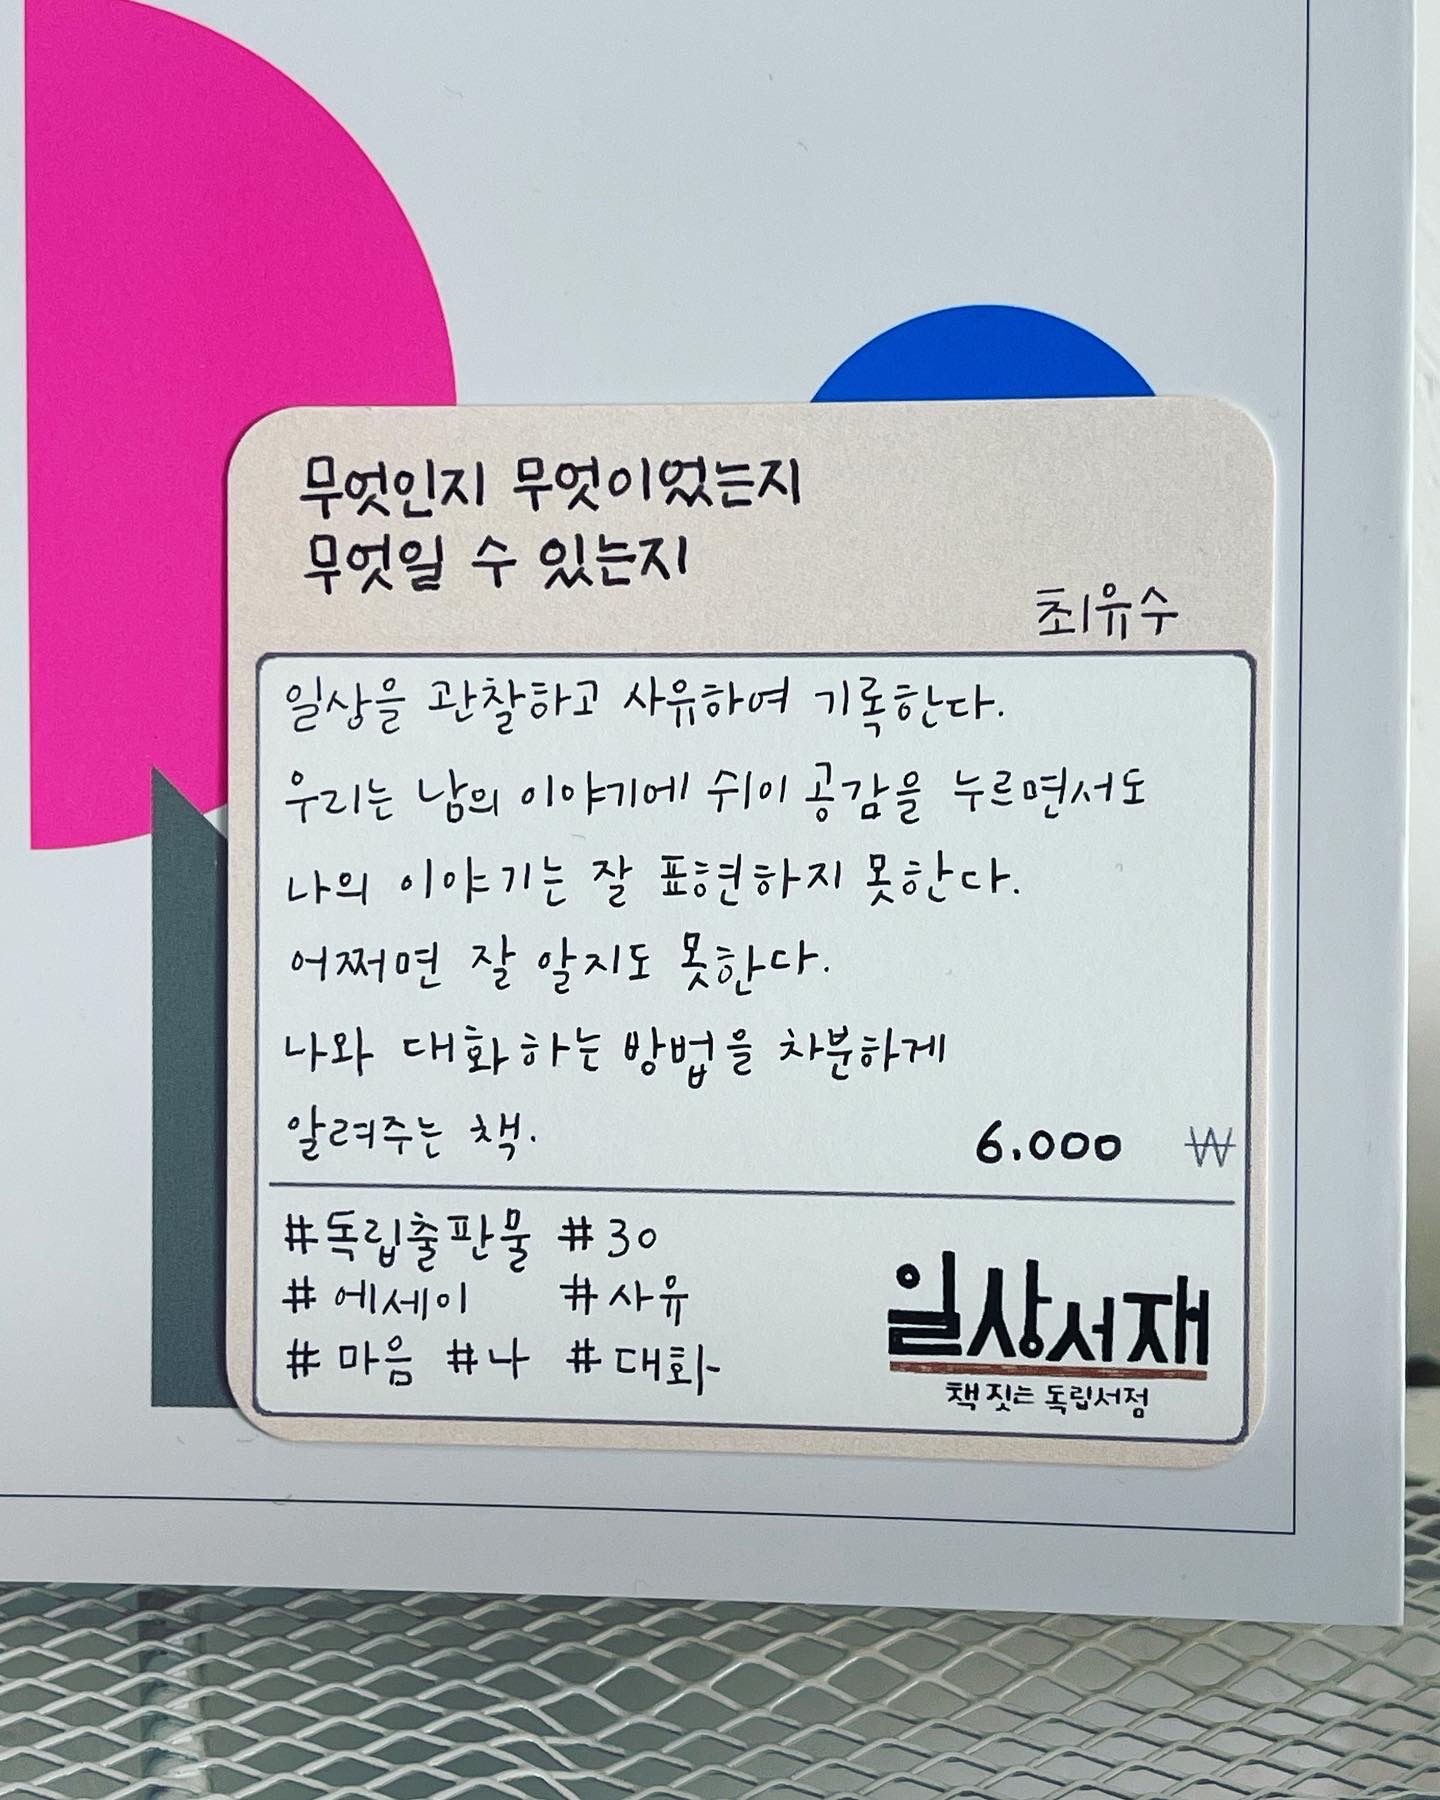 무엇인지 무엇이었는지
무엇일 수 있는지
최유수
일상을 관찰하고 사유하여 기록한다.
우리는 남의 이야기에 쉬이 공감을 누르면서도
나의 이야기는 잘 표현하지 못한다.
어쩌면 잘 알지도 못한다.
나와 대화하는 방법을 차분하게
알려주는 책.
6.000 ₩
#독립출판물 #30
#에세이 #사유
#마음 #나 #대화
일상서재
책 짓는 독립서점